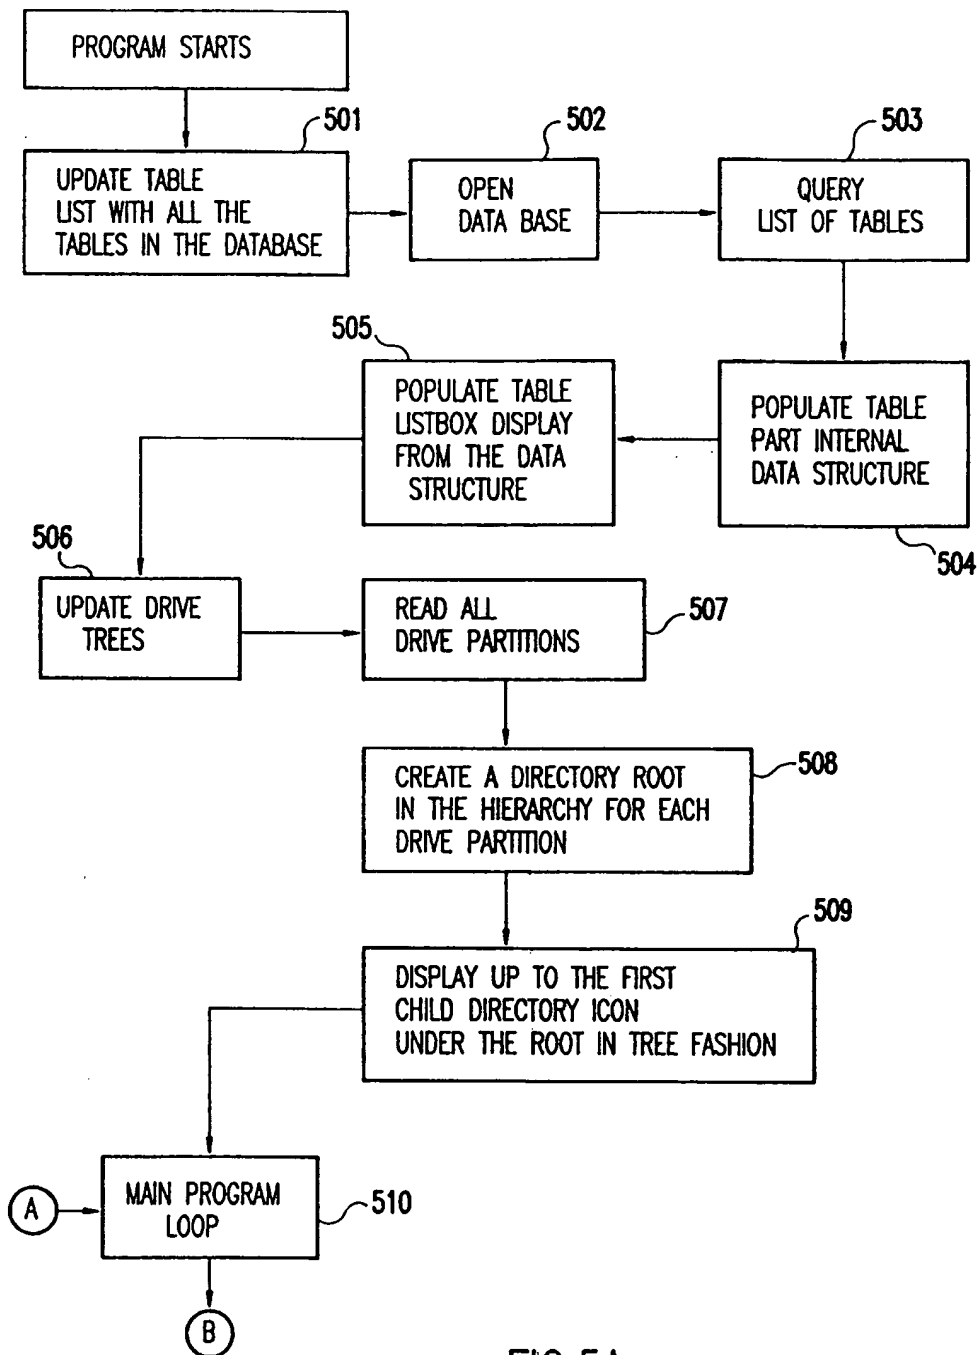 PROGRAM STARTS
501
UPDATE TABLE
LIST WITH ALL THE
TABLES IN THE DATABASE
502
OPEN
DATA BASE
503
QUERY
LIST OF TABLES
504
POPULATE TABLE
PART INTERNAL
DATA STRUCTURE
505
POPULATE TABLE
LISTBOX DISPLAY
FROM THE DATA
STRUCTURE
506
UPDATE DRIVE
TREES
507
READ ALL
DRIVE PARTITIONS
508
CREATE A DIRECTORY ROOT
IN THE HIERARCHY FOR EACH
DRIVE PARTITION
509
DISPLAY UP TO THE FIRST
CHILD DIRECTORY ICON
UNDER THE ROOT IN TREE FASHION
A
MAIN PROGRAM
LOOP
510
B
FIG.5A